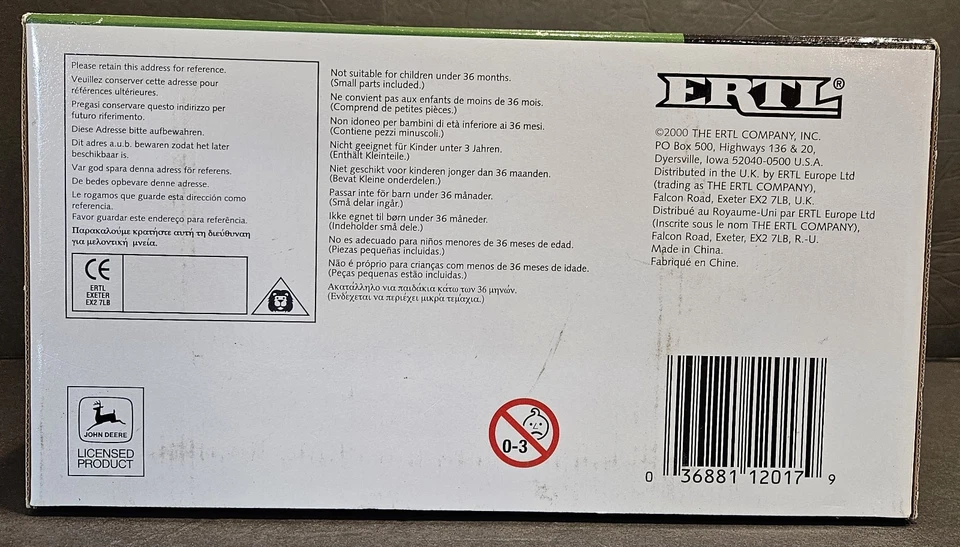 Please retain this address for reference.
Veuillez conserver cette adresse pour
références ultérieures.
Pregasi conservare questo indirizzo per
futuro riferimento.
Diese Adresse bitte aufbewahren.
Dit adres a.u.b. bewaren zodat het later
beschikbaar is.
Var god spara denna adress för referens.
De bedes opbevare denne adresse.
Le rogamos que guarde esta dirección como
referencia.
Favor guardar este endereço para referência.
Παρακαλούμε κρατήστε αυτή τη διεύθυνση
για μελοντική μνεία.
CE
ERTL
EXETER
EX2 7LB
JOHN DEERE
LICENSED
PRODUCT
Not suitable for children under 36 months.
(Small parts included.)
Ne convient pas aux enfants de moins de 36 mois.
(Comprend de petites pièces.)
Non idoneo per bambini di età inferiore ai 36 mesi.
(Contiene pezzi minuscoli.)
Nicht geeignet für Kinder unter 3 Jahren.
(Enthält Kleinteile.)
Niet geschikt voor kinderen jonger dan 36 maanden.
(Bevat Kleine onderdelen.)
Passar inte för barn under 36 månader.
(Små delar ingår.)
Ikke egnet til børn under 36 måneder.
(Indeholder små dele.)
No es adecuado para niños menores de 36 meses de edad.
(Piezas pequeñas incluidas.)
Não é próprio para crianças com menos de 36 meses de idade.
(Peças pequenas estão incluidas.)
Ακατάλληλο για παιδάκια κάτω των 36 μηνών.
(Ενδέχεται να περιέχει μικρά τεμάχια.)
0-3
ERTL®
©2000 THE ERTL COMPANY, INC.
PO Box 500, Highways 136 & 20,
Dyersville, Iowa 52040-0500 U.S.A.
Distributed in the U.K. by ERTL Europe Ltd
(trading as THE ERTL COMPANY),
Falcon Road, Exeter EX2 7LB, U.K.
Distribué au Royaume-Uni par ERTL Europe Ltd
(Inscrite sous le nom THE ERTL COMPANY),
Falcon Road, Exeter, EX2 7LB, R.-U.
Made in China.
Fabriqué en Chine.
0 36881 12017 9